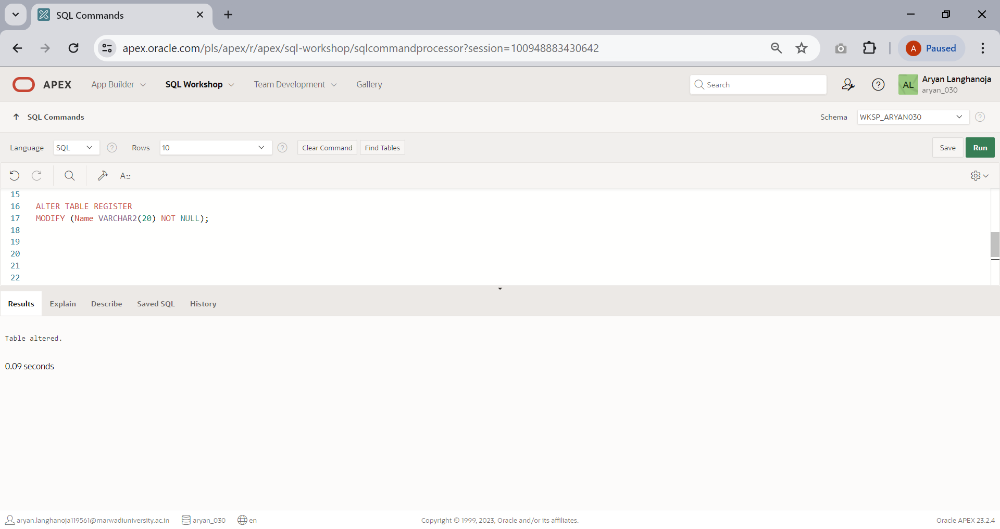 SQL Commands
apex.oracle.com/pls/apex/r/apex/sql-workshop/sqlcommandprocessor?session=100948883430642
A Paused
APEX App Builder SQL Workshop Team Development Gallery
Search
AL Aryan Langhanoja
aryan_030
SQL Commands
Schema WKSP_ARYAN030
Language SQL Rows 10 Clear Command Find Tables Save Run
A::
15
16 ALTER TABLE REGISTER
17 MODIFY (Name VARCHAR2(20) NOT NULL);
18
19
20
21
22
Results Explain Describe Saved SQL History
Table altered.
0.09 seconds
aryan.langhanoja119561@marwadiuniversity.ac.in aryan_030 en Copyright © 1999, 2023, Oracle and/or its affiliates. Oracle APEX 23.2.4